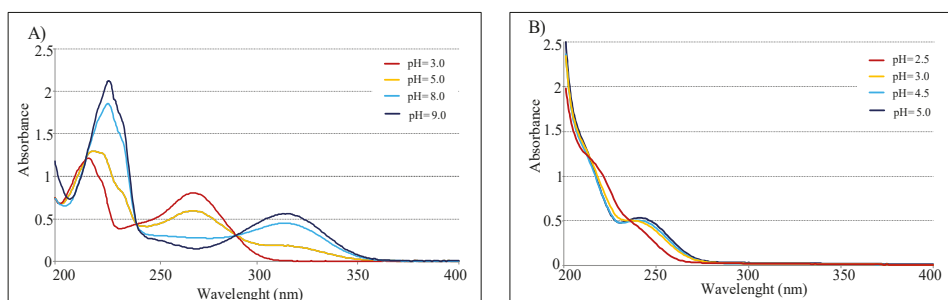 A)
2.5
2
1.5
1
0.5
0
Absorbance
pH=3.0
pH=5.0
pH=8.0
pH=9.0
200 250 300 350 400
Wavelenght (nm)
B)
2.5
2
1.5
1
0.5
0
Absorbance
pH=2.5
pH=3.0
pH=4.5
pH=5.0
200 250 300 350 400
Wavelenght (nm)